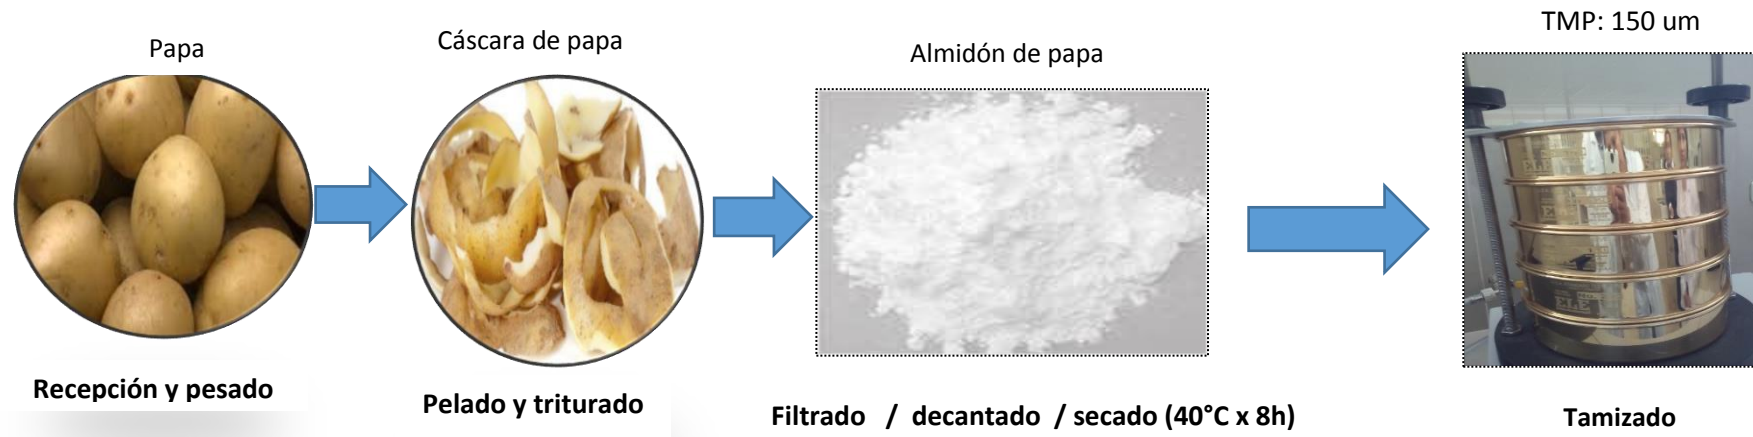 Papa
Cáscara de papa
Almidón de papa
TMP: 150 um
ELE
Recepción y pesado
Pelado y triturado
Filtrado / decantado / secado (40°C x 8h)
Tamizado